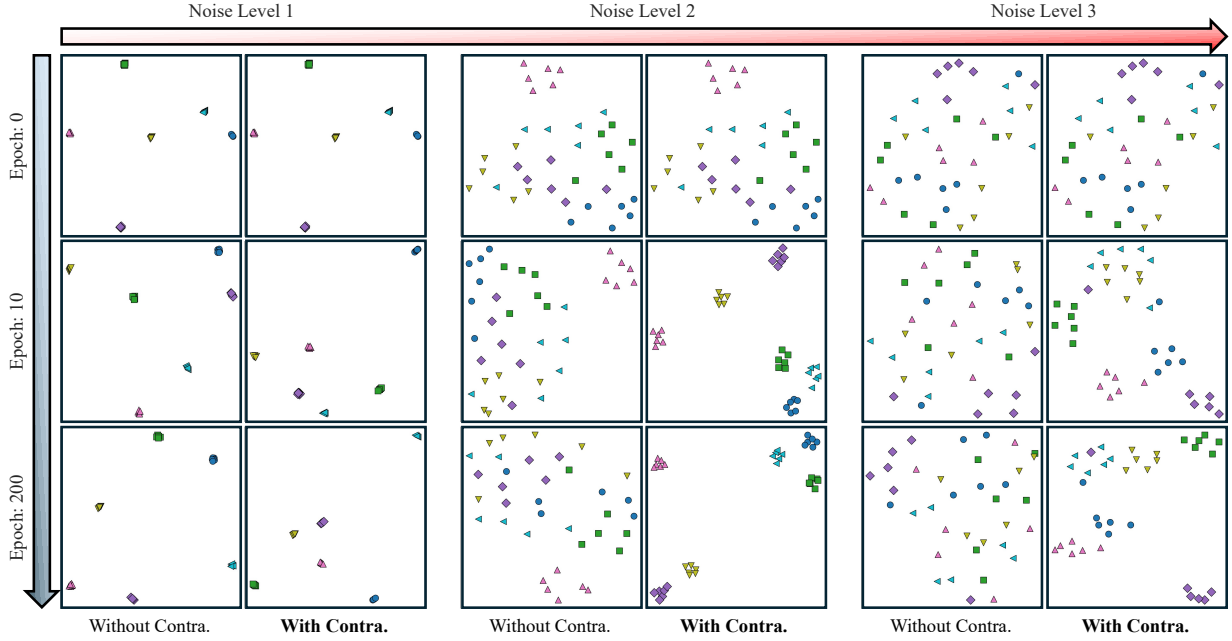 Noise Level 1
Noise Level 2
Noise Level 3
Epoch: 0
Epoch: 10
Epoch: 200
Without Contra.
With Contra.
Without Contra.
With Contra.
Without Contra.
With Contra.